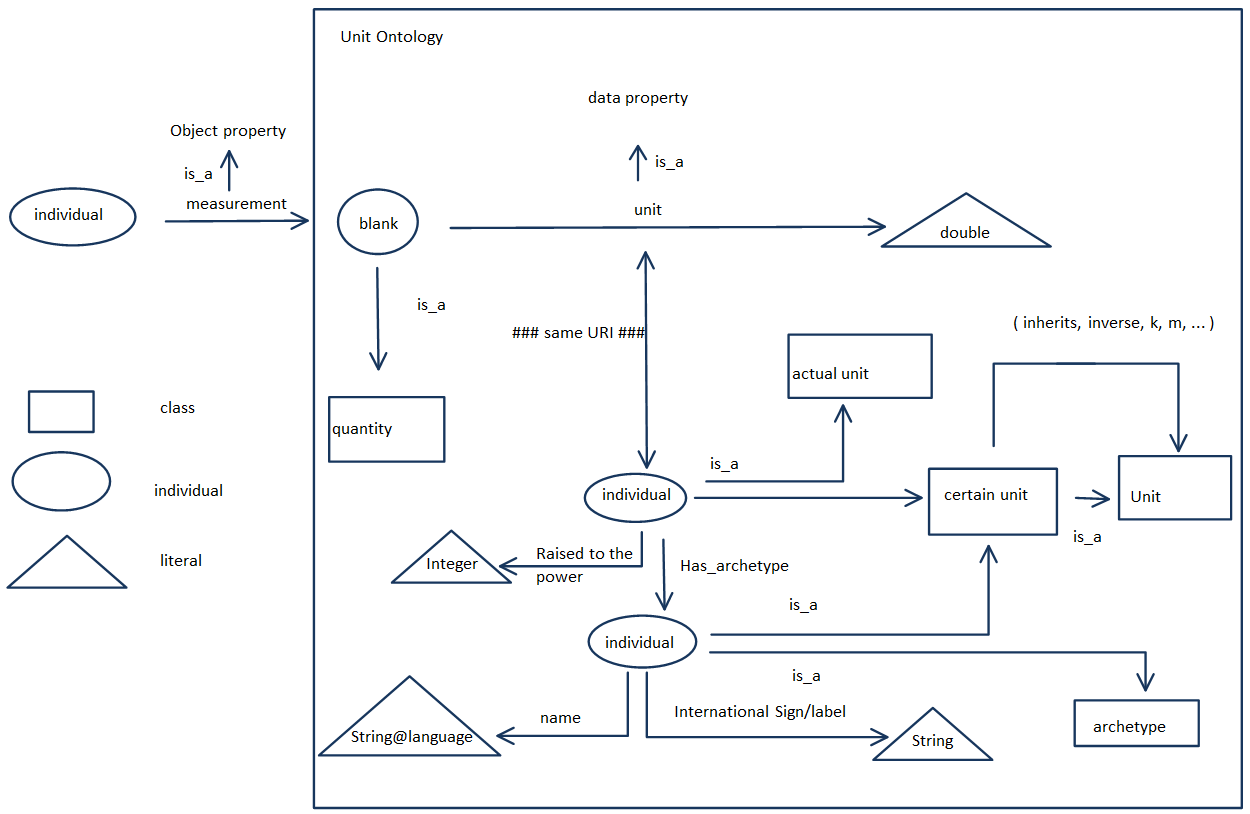 Unit Ontology
data property
Object property
is_a
is_a
measurement
individual
blank
unit
double
is_a
### same URI ###
( inherits, inverse, k, m, ... )
actual unit
class
quantity
is_a
individual
individual
certain unit
Unit
is_a
literal
Integer
Raised to the
power
Has_archetype
is_a
individual
is_a
name
International Sign/label
String@language
String
archetype